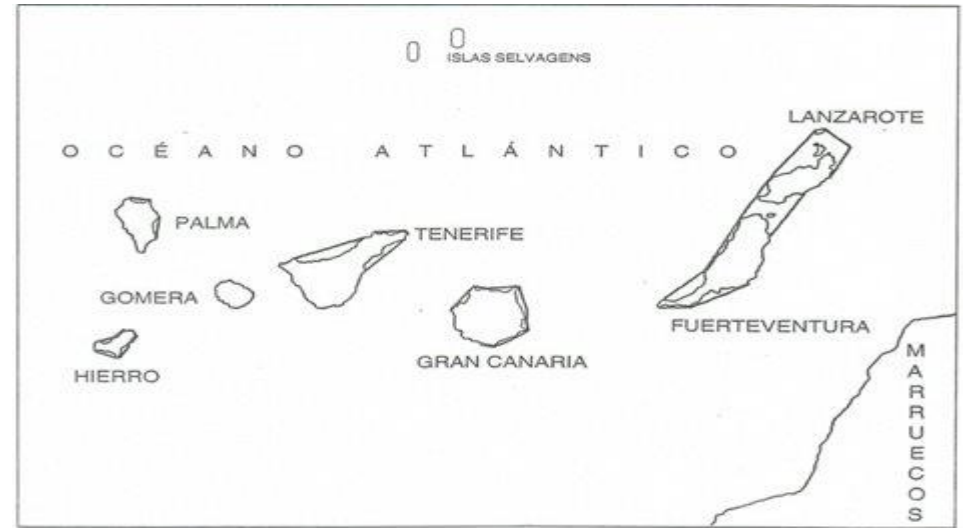 ISLAS SELVAGENS
LANZAROTE
OCÉANO ATLÁNTICO
PALMA
TENERIFE
GOMERA
FUERTEVENTURA
GRAN CANARIA
HIERRO
MARRUECOS